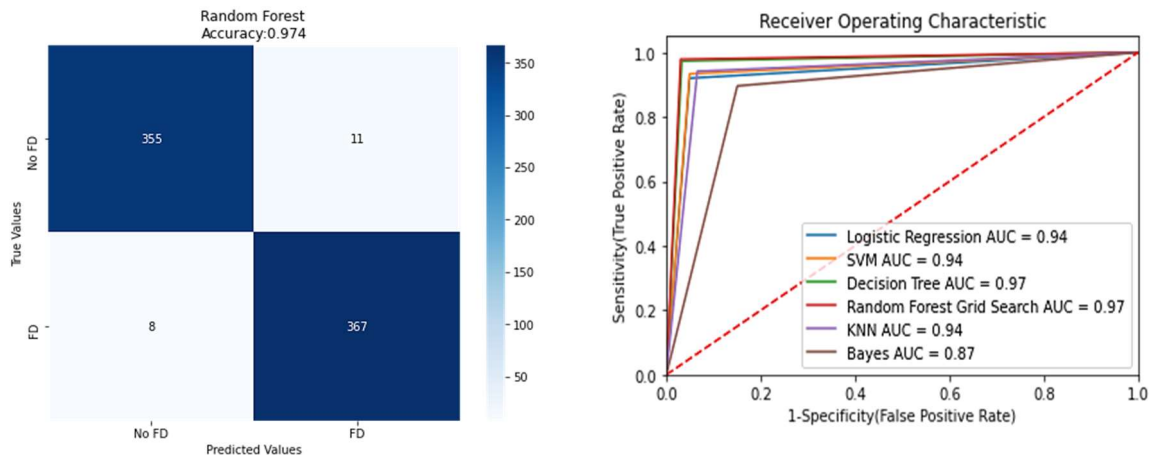 Random Forest
Accuracy:0.974
True Values
No FD
FD
355
11
8
367
No FD
FD
Predicted Values
350
300
250
200
150
100
50
Receiver Operating Characteristic
Sensitivity(True Positive Rate)
1.0
0.8
0.6
0.4
0.2
0.0
Logistic Regression AUC = 0.94
SVM AUC = 0.94
Decision Tree AUC = 0.97
Random Forest Grid Search AUC = 0.97
KNN AUC = 0.94
Bayes AUC = 0.87
0.0
0.2
0.4
0.6
0.8
1.0
1-Specificity(False Positive Rate)